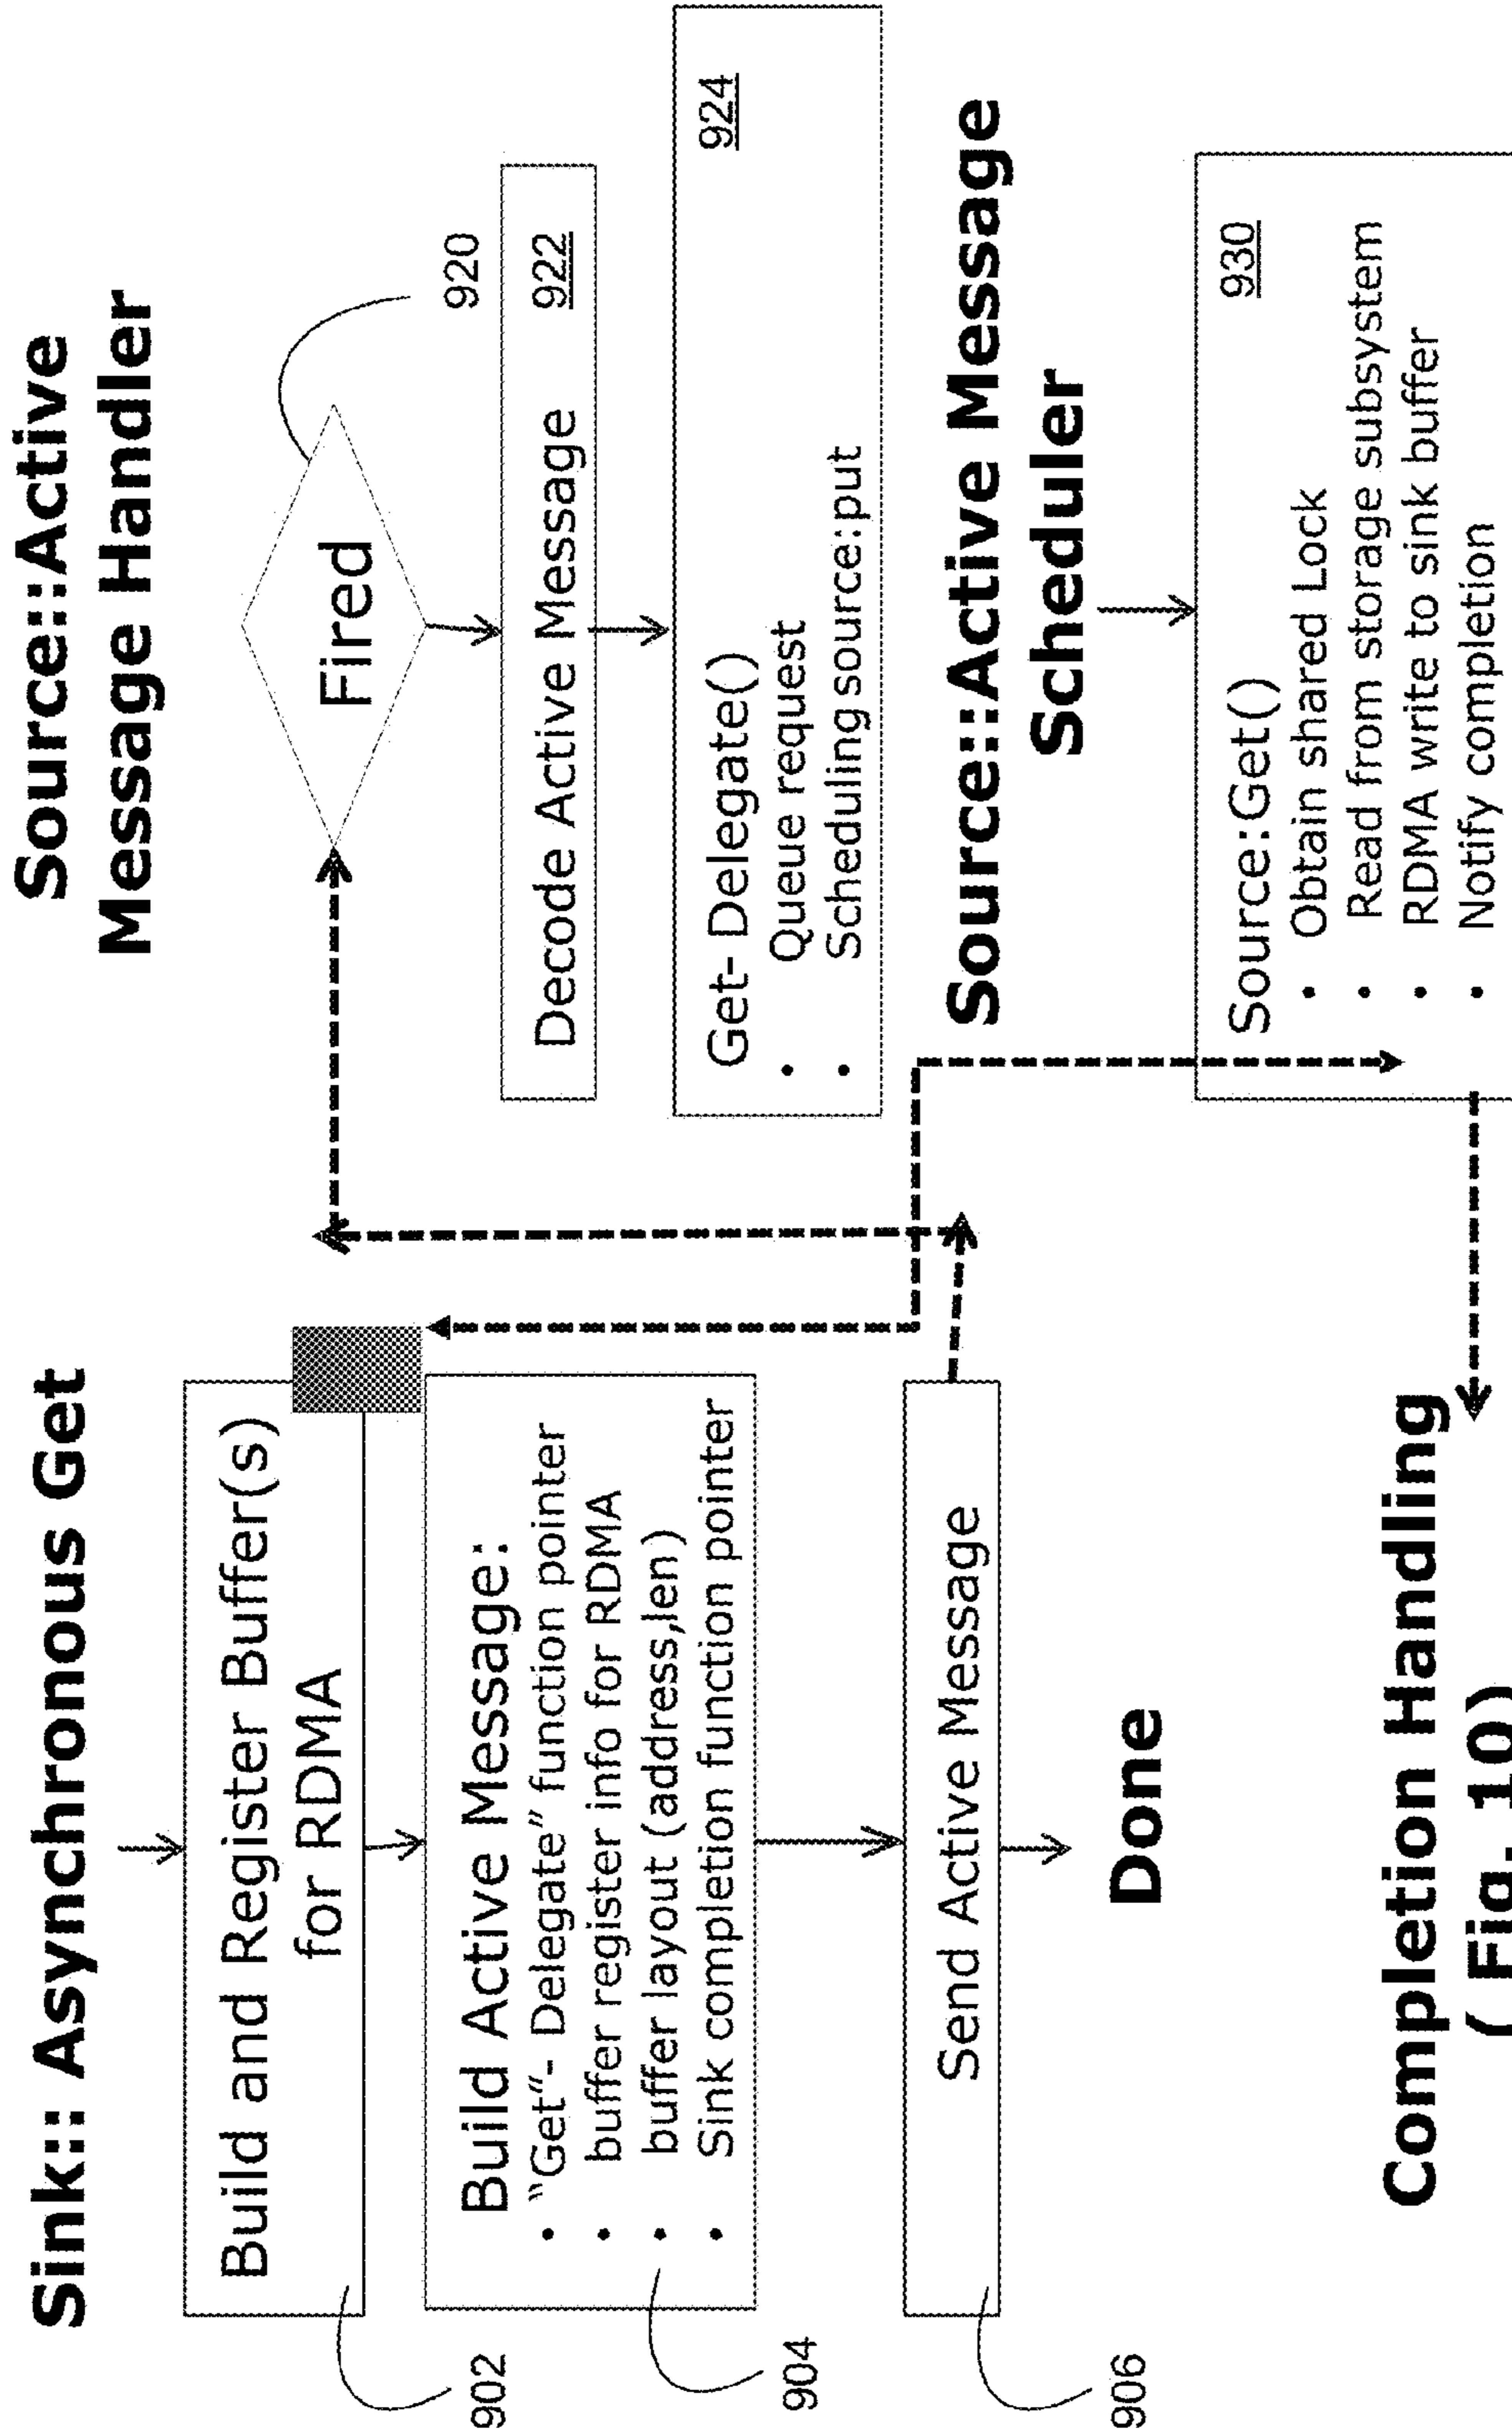 Sink:: Asynchronous Get
Build and Register Buffer(s)
for RDMA
902
Build Active Message:
• “Get”- Delegate” function pointer
• buffer register info for RDMA
• buffer layout (address,len)
• Sink completion function pointer
904
Send Active Message
906
Done
Completion Handling
( Fig. 10)
Source::Active
Message Handler
Fired
920
Decode Active Message 922
924
Get- Delegate()
• Queue request
• Scheduling source:put
Source::Active Message
Scheduler
930
Source:Get()
• Obtain shared Lock
• Read from storage subsystem
• RDMA write to sink buffer
• Notify completion